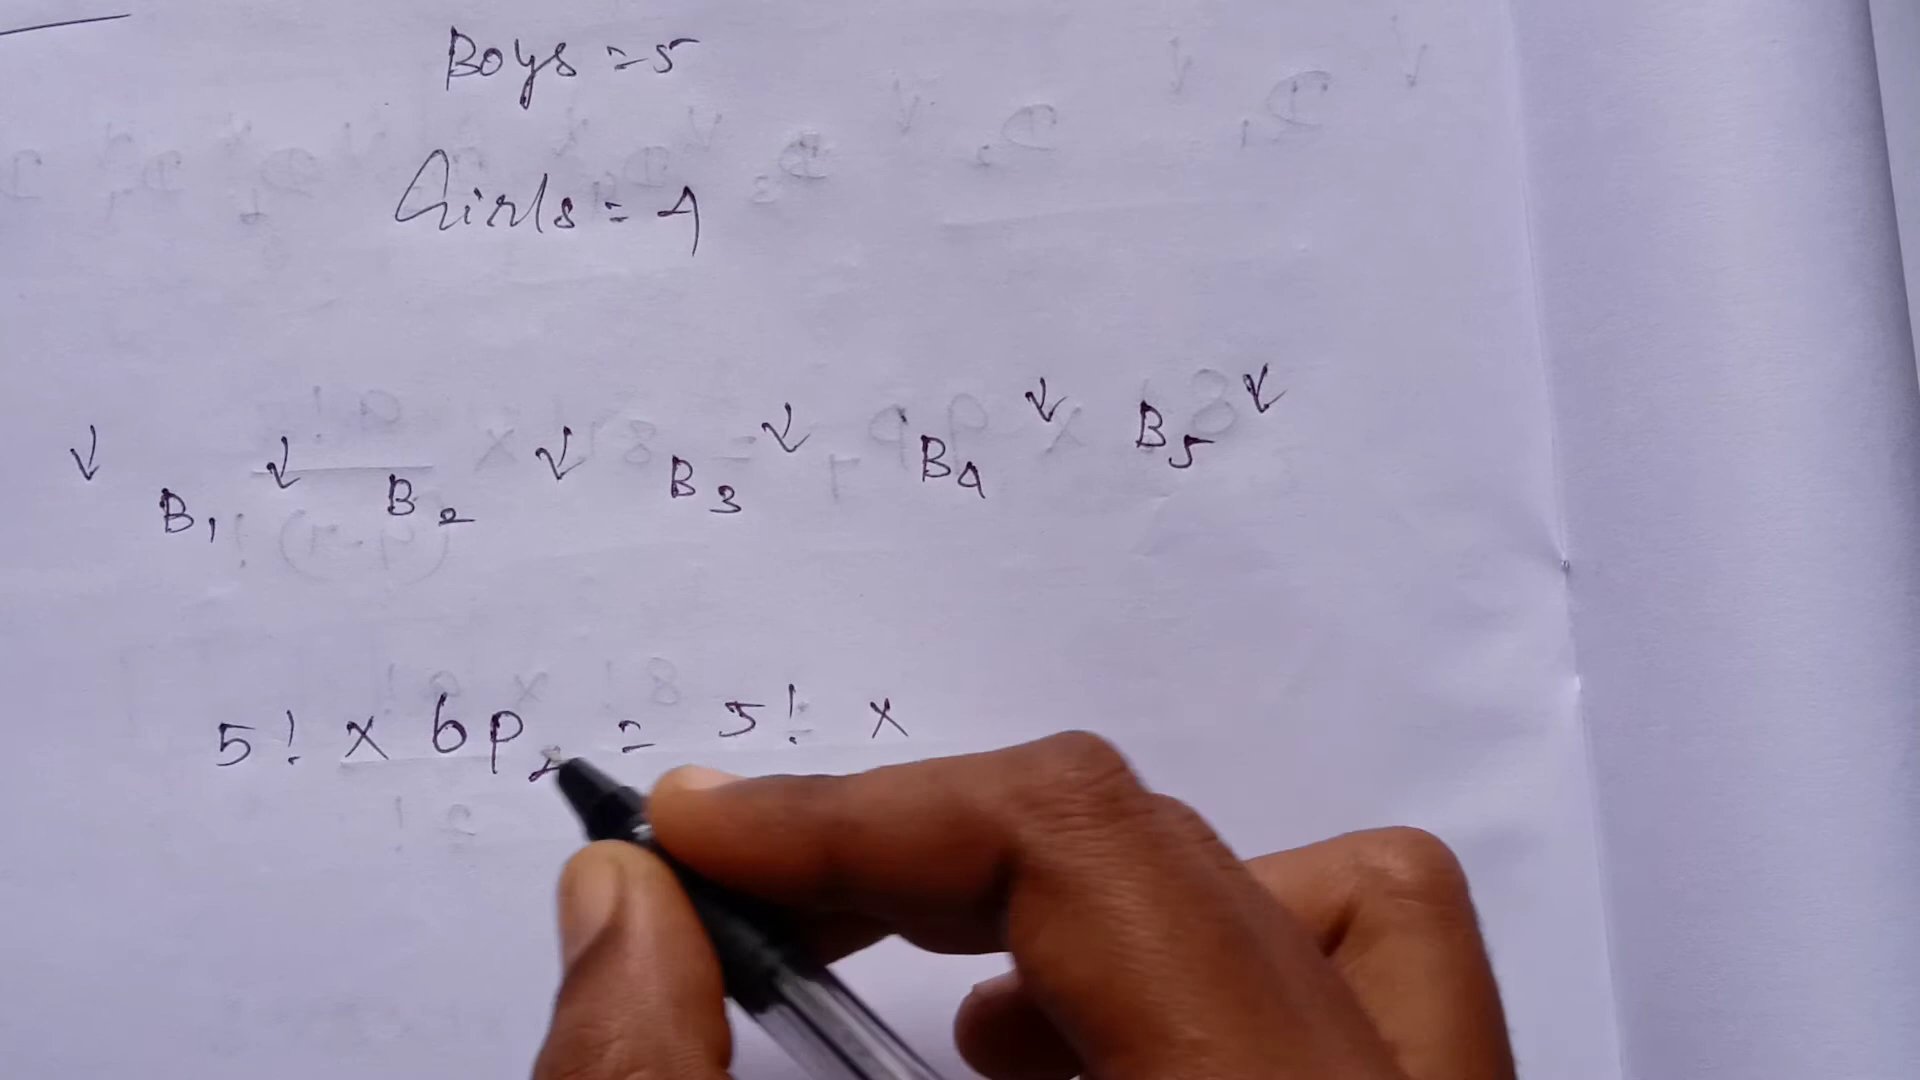 Boys = 5
Girls = 4
↓ B1 ↓ B2 ↓ B3 ↓ B4 ↓ B5 ↓
5! × 6P = 5! ×